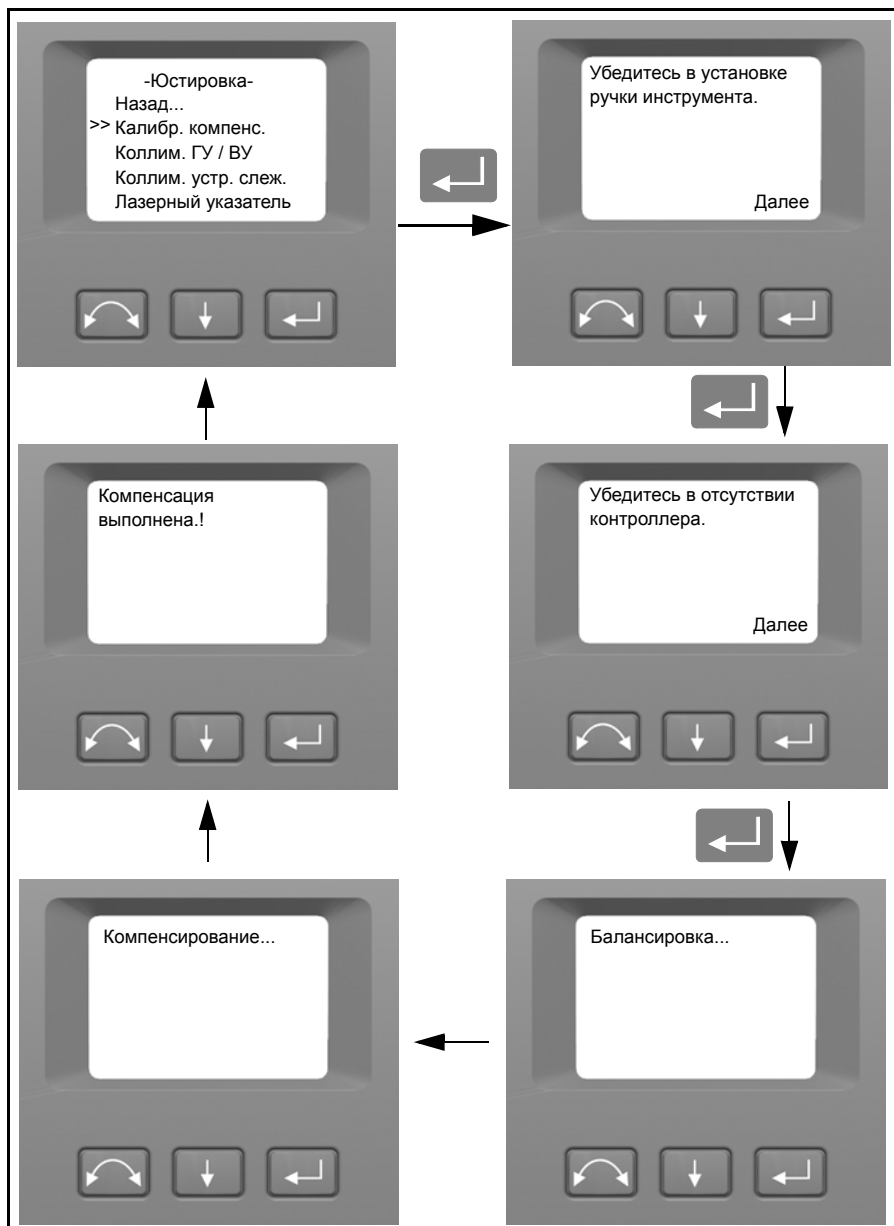 -Юстировка-
Назад...
>> Калибр. компенс.
Коллим. ГУ / ВУ
Коллим. устр. слеж.
Лазерный указатель
Убедитесь в установке
ручки инструмента.
Далее
Убедитесь в отсутствии
контроллера.
Далее
Балансировка...
Компенсирование...
Компенсация
выполнена.!